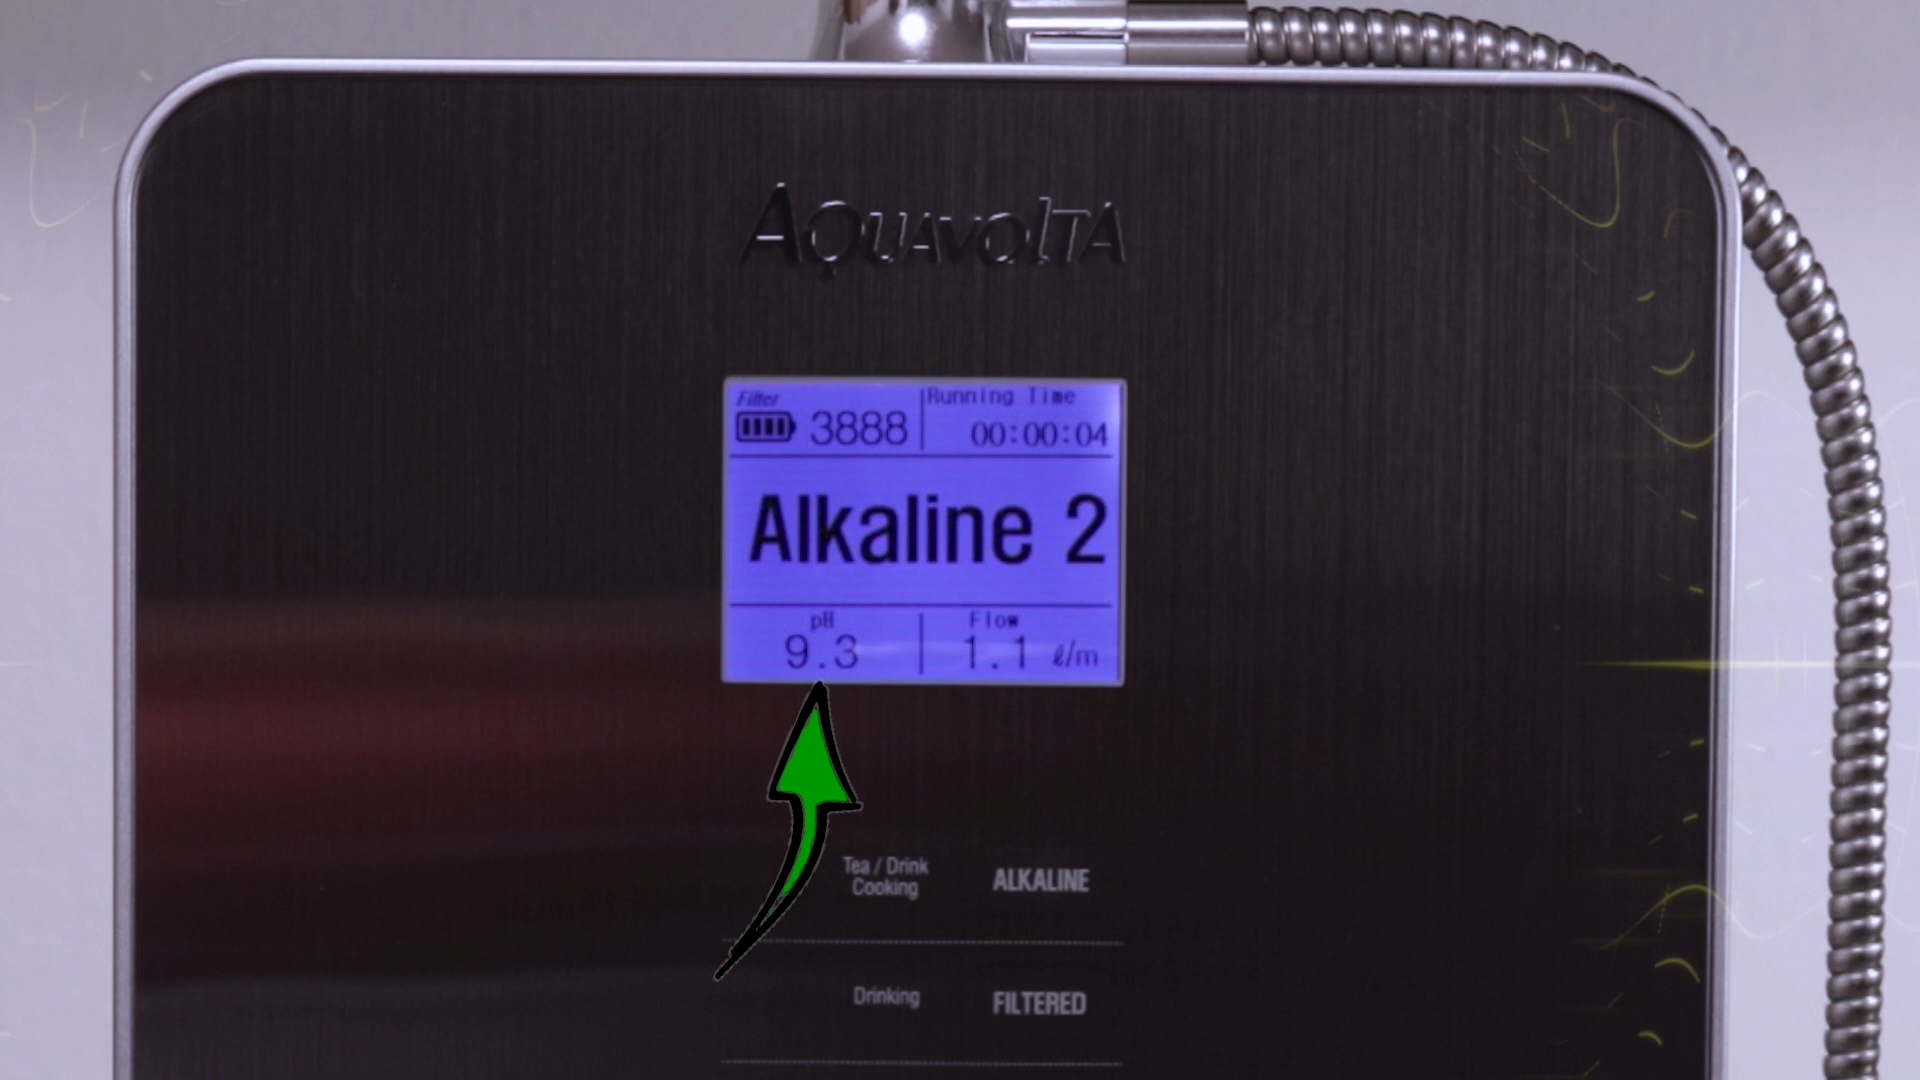 AQUAVOLTA
Filter
3888
Running Time
00:00:04
Alkaline 2
pH
9.3
Flow
1.1 ℓ/m
Tea / Drink
Cooking
ALKALINE
Drinking
FILTERED